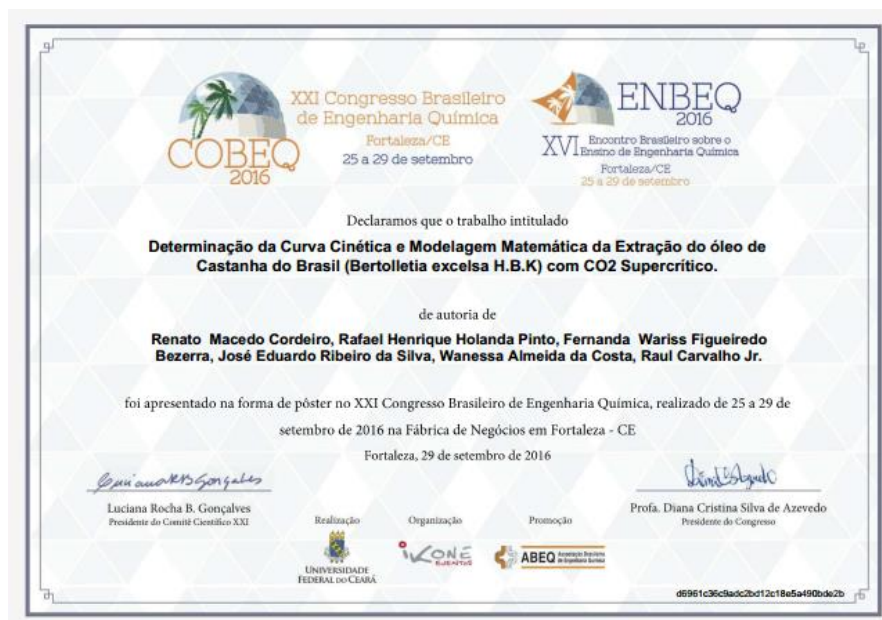 COBEQ
2016
XXI Congresso Brasileiro
de Engenharia Química
Fortaleza/CE
25 a 29 de setembro
ENBEQ
2016
XVI Encontro Brasileiro sobre o
Ensino de Engenharia Química
Fortaleza/CE
25 a 29 de setembro
Declaramos que o trabalho intitulado
Determinação da Curva Cinética e Modelagem Matemática da Extração do óleo de
Castanha do Brasil (Bertolletia excelsa H.B.K) com CO2 Supercrítico.
de autoria de
Renato Macedo Cordeiro, Rafael Henrique Holanda Pinto, Fernanda Wariss Figueiredo
Bezerra, José Eduardo Ribeiro da Silva, Wanessa Almeida da Costa, Raul Carvalho Jr.
foi apresentado na forma de pôster no XXI Congresso Brasileiro de Engenharia Química, realizado de 25 a 29 de
setembro de 2016 na Fábrica de Negócios em Fortaleza - CE
Fortaleza, 29 de setembro de 2016
Luciana Rocha B. Gonçalves
Presidente do Comitê Científico XXI
Profa. Diana Cristina Silva de Azevedo
Presidente do Congresso
Realização
UNIVERSIDADE
FEDERAL DO CEARÁ
Organização
iKONE
EVENTOS
Promoção
ABEQ Associação Brasileira
de Engenharia Química
d6961c36c9adc2bd12c18e5a490bde2b